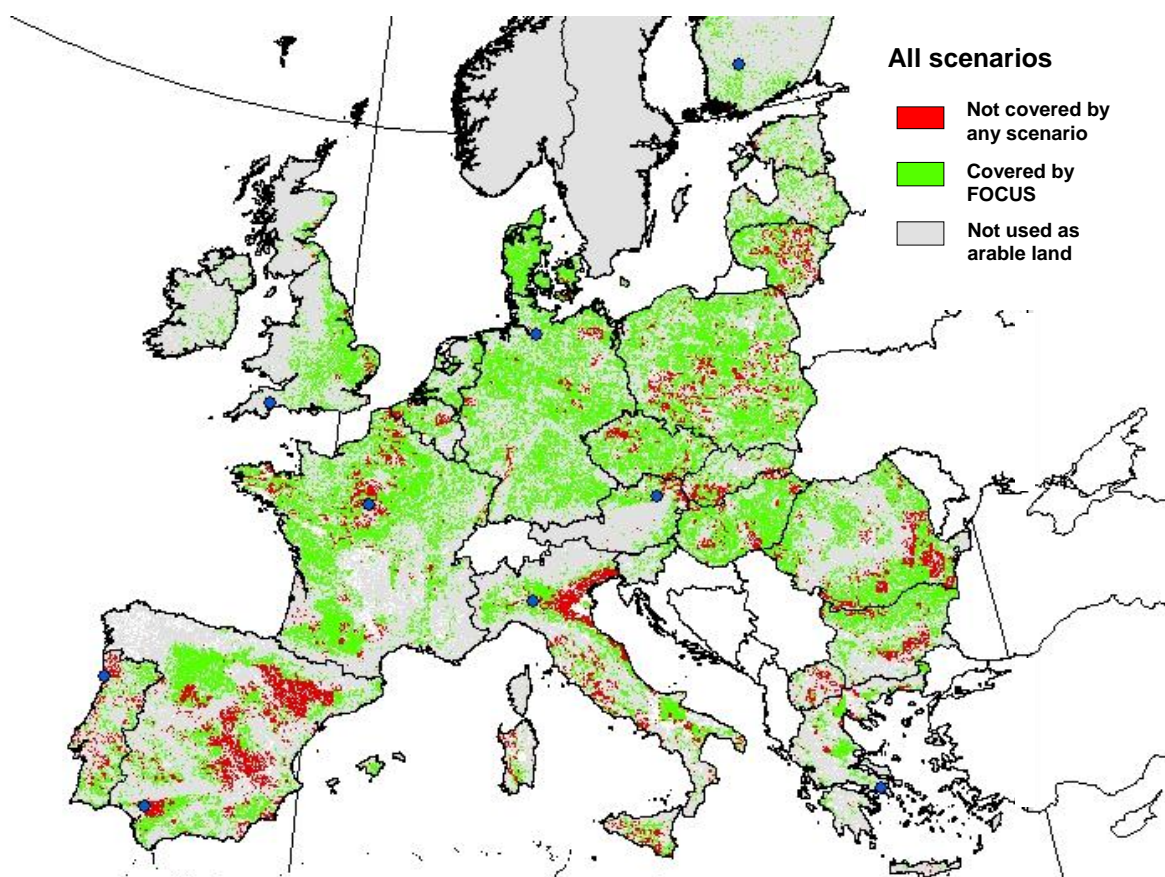 All scenarios
Not covered by
any scenario
Covered by
FOCUS
Not used as
arable land